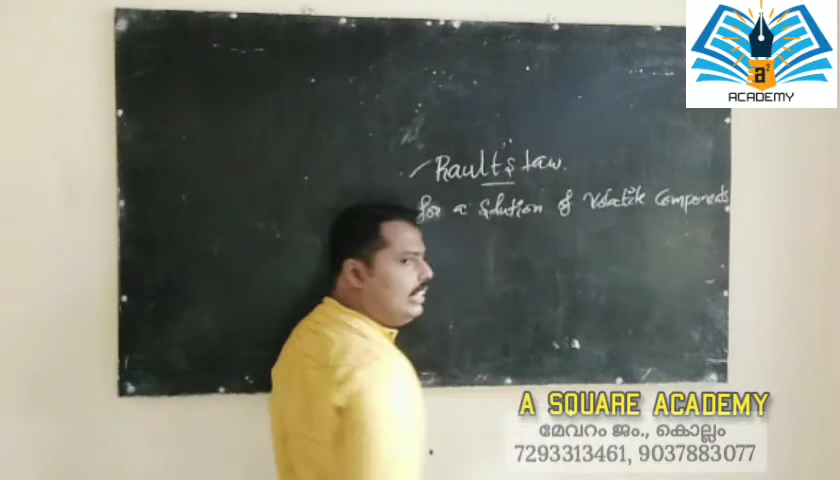 a²
ACADEMY
Rault's law.
for a solution of volatile components
A SQUARE ACADEMY
മേവറം ജം., കൊല്ലം
7293313461, 9037883077